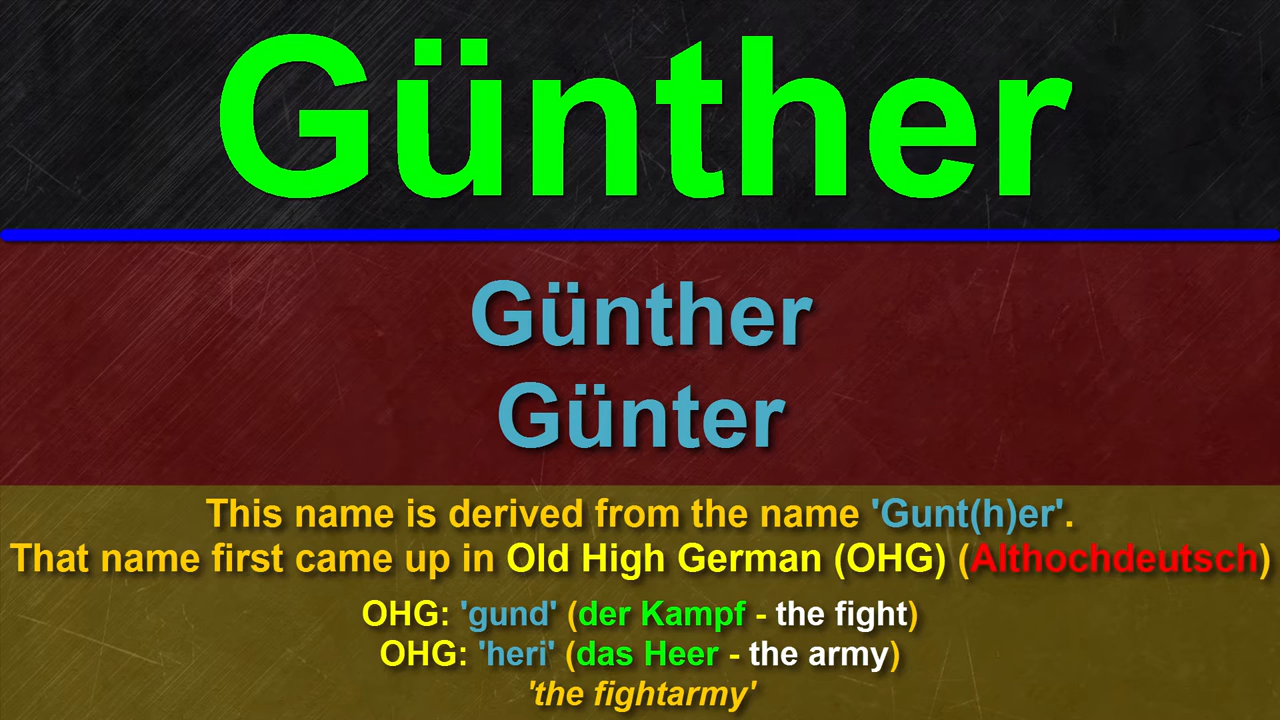 Günther
Günther
Günter
This name is derived from the name 'Gunt(h)er'.
That name first came up in Old High German (OHG) (Althochdeutsch)
OHG: 'gund' (der Kampf - the fight)
OHG: 'heri' (das Heer - the army)
'the fightarmy'